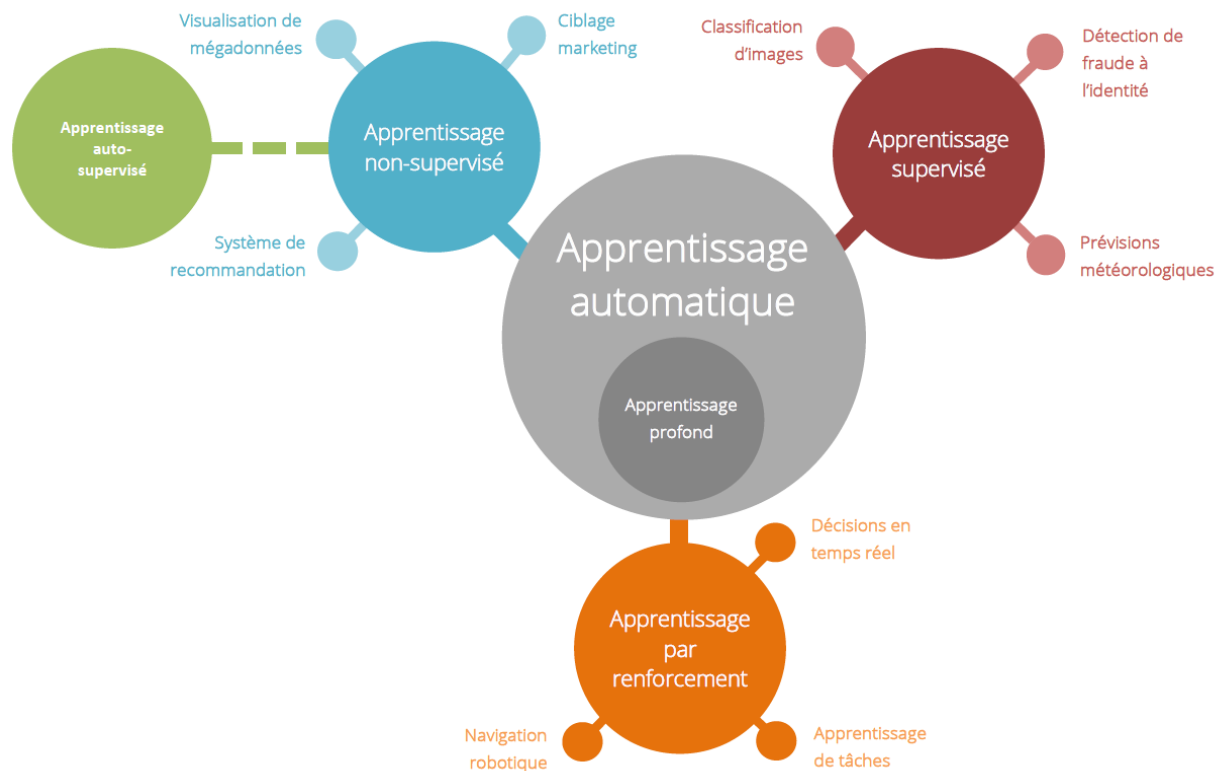 Visualisation de
mégadonnées
Ciblage
marketing
Classification
d'images
Détection de
fraude à
l'identité
Apprentissage
auto-
supervisé
Apprentissage
non-supervisé
Apprentissage
supervisé
Système de
recommandation
Prévisions
météorologiques
Apprentissage
automatique
Apprentissage
profond
Décisions en
temps réel
Apprentissage
par
renforcement
Navigation
robotique
Apprentissage
de tâches